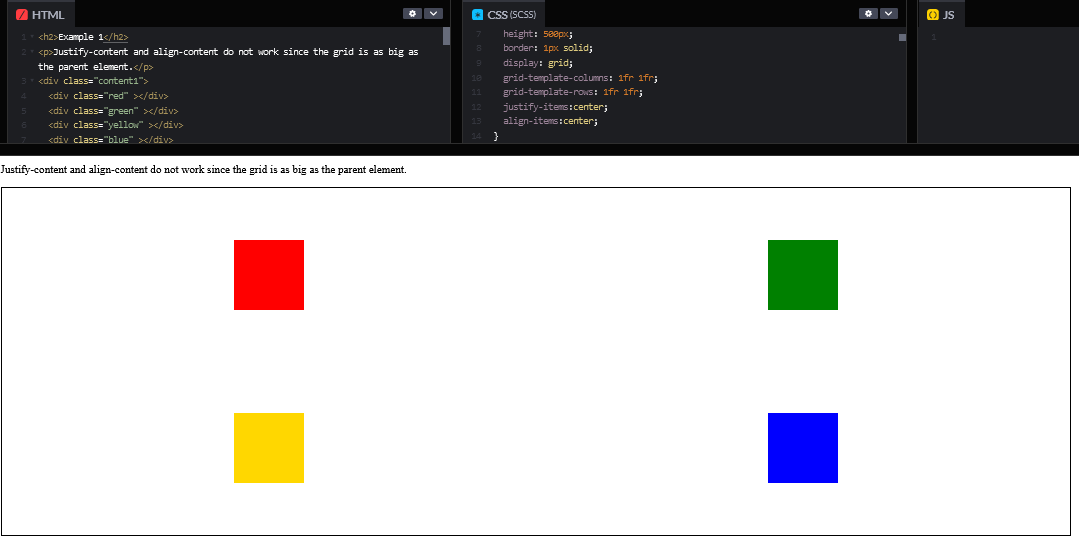 HTML
1 <h2>Example 1</h2>
2 <p>Justify-content and align-content do not work since the grid is as big as
the parent element.</p>
3 <div class="content1">
4 <div class="red" ></div>
5 <div class="green" ></div>
6 <div class="yellow" ></div>
7 <div class="blue" ></div>
CSS (SCSS)
7 height: 500px;
8 border: 1px solid;
9 display: grid;
10 grid-template-columns: 1fr 1fr;
11 grid-template-rows: 1fr 1fr;
12 justify-items:center;
13 align-items:center;
14 }
JS
1
Justify-content and align-content do not work since the grid is as big as the parent element.